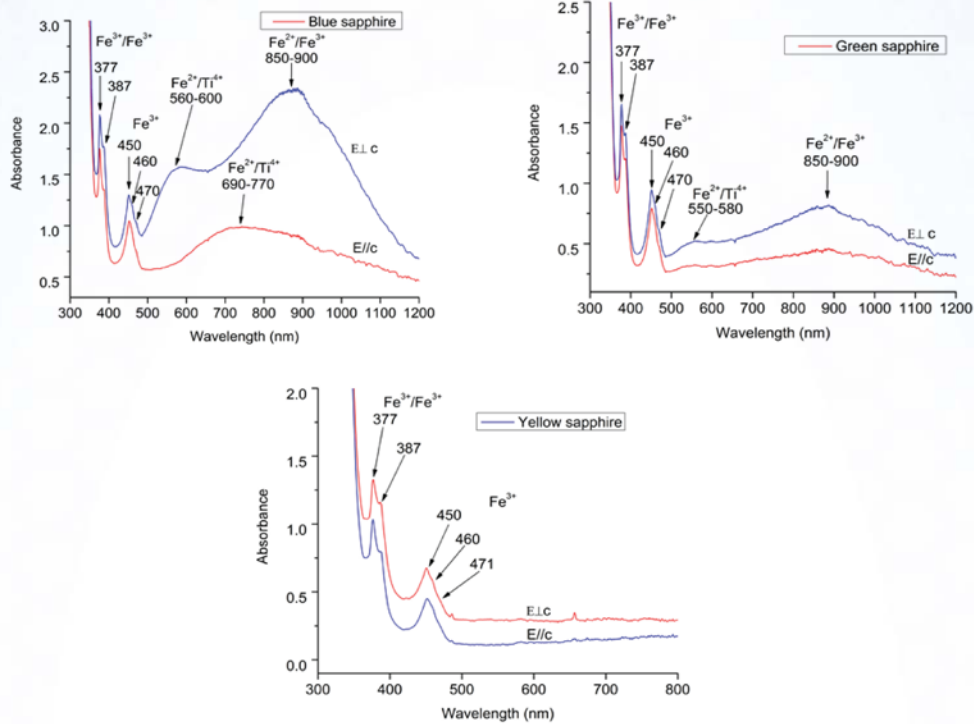 Blue sapphire
3.0
2.5
2.0
1.5
1.0
0.5
Absorbance
Fe³⁺/Fe³⁺
377
387
Fe³⁺
450
460
470
Fe²⁺/Ti⁴⁺
560-600
Fe²⁺/Fe³⁺
850-900
Fe²⁺/Ti⁴⁺
690-770
E⊥c
E//c
300 400 500 600 700 800 900 1000 1100 1200
Wavelength (nm)
Green sapphire
2.5
2.0
1.5
1.0
0.5
Absorbance
Fe³⁺/Fe³⁺
377
387
Fe³⁺
450
460
470
Fe²⁺/Ti⁴⁺
550-580
Fe²⁺/Fe³⁺
850-900
E⊥c
E//c
300 400 500 600 700 800 900 1000 1100 1200
Wavelength (nm)
Yellow sapphire
2.0
1.5
1.0
0.5
0.0
Absorbance
Fe³⁺/Fe³⁺
377
387
Fe³⁺
450
460
471
E⊥c
E//c
300 400 500 600 700 800
Wavelength (nm)